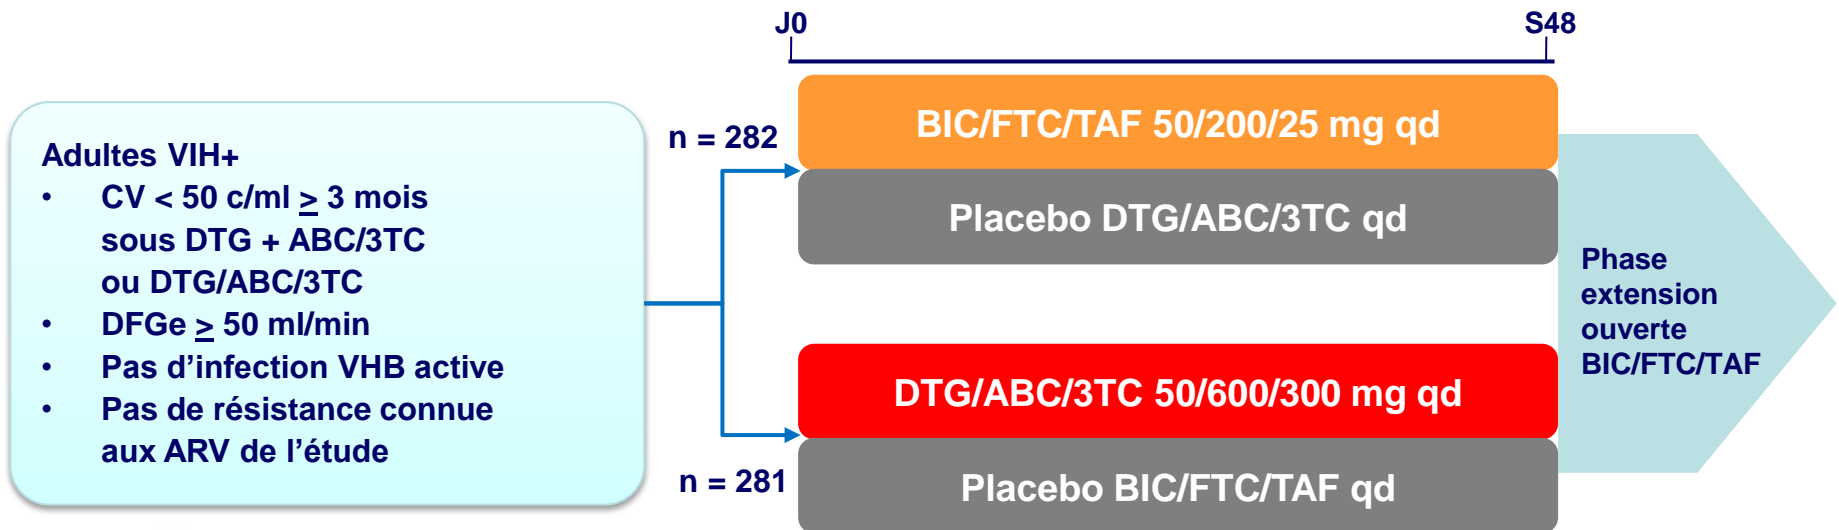 J0
S48
Adultes VIH+
• CV < 50 c/ml ≥ 3 mois
sous DTG + ABC/3TC
ou DTG/ABC/3TC
• DFGe ≥ 50 ml/min
• Pas d’infection VHB active
• Pas de résistance connue
aux ARV de l’étude
n = 282
BIC/FTC/TAF 50/200/25 mg qd
Placebo DTG/ABC/3TC qd
n = 281
DTG/ABC/3TC 50/600/300 mg qd
Placebo BIC/FTC/TAF qd
Phase
extension
ouverte
BIC/FTC/TAF